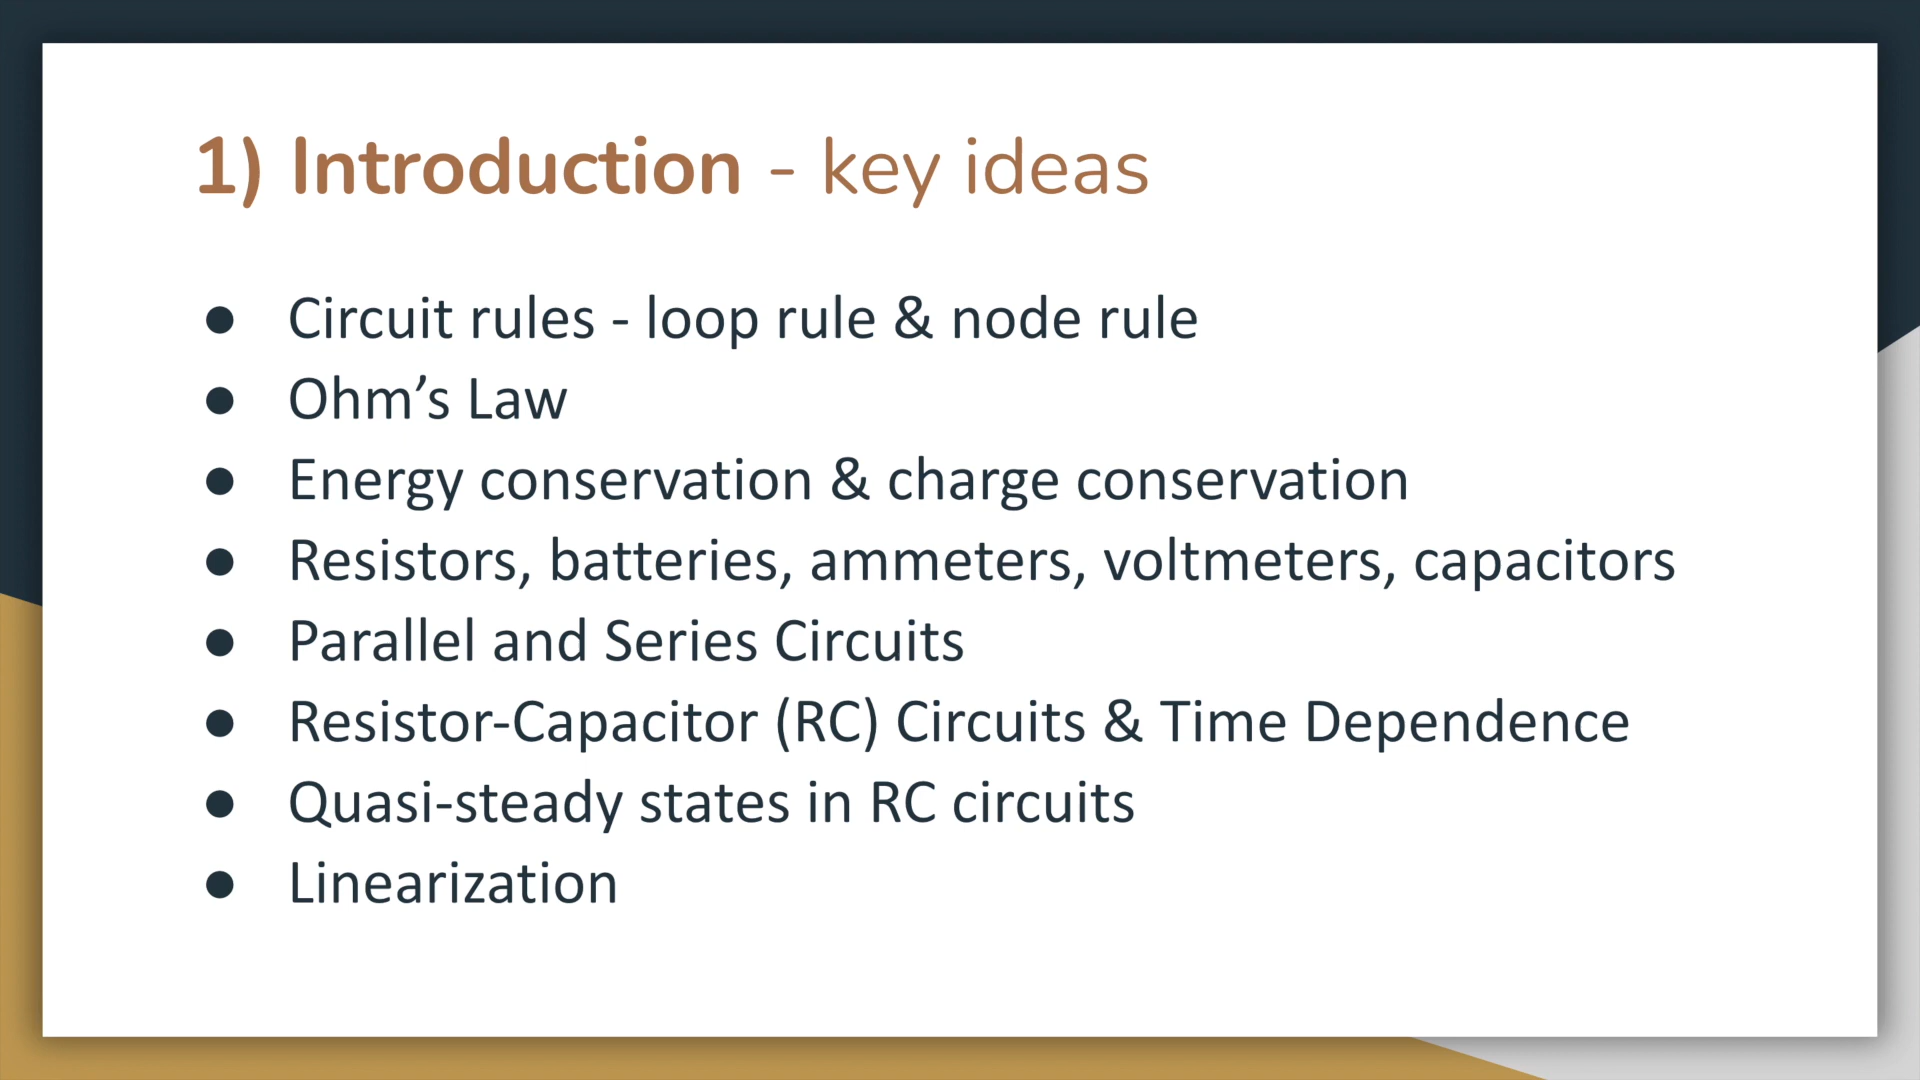 1) Introduction - key ideas
● Circuit rules - loop rule & node rule
● Ohm’s Law
● Energy conservation & charge conservation
● Resistors, batteries, ammeters, voltmeters, capacitors
● Parallel and Series Circuits
● Resistor-Capacitor (RC) Circuits & Time Dependence
● Quasi-steady states in RC circuits
● Linearization